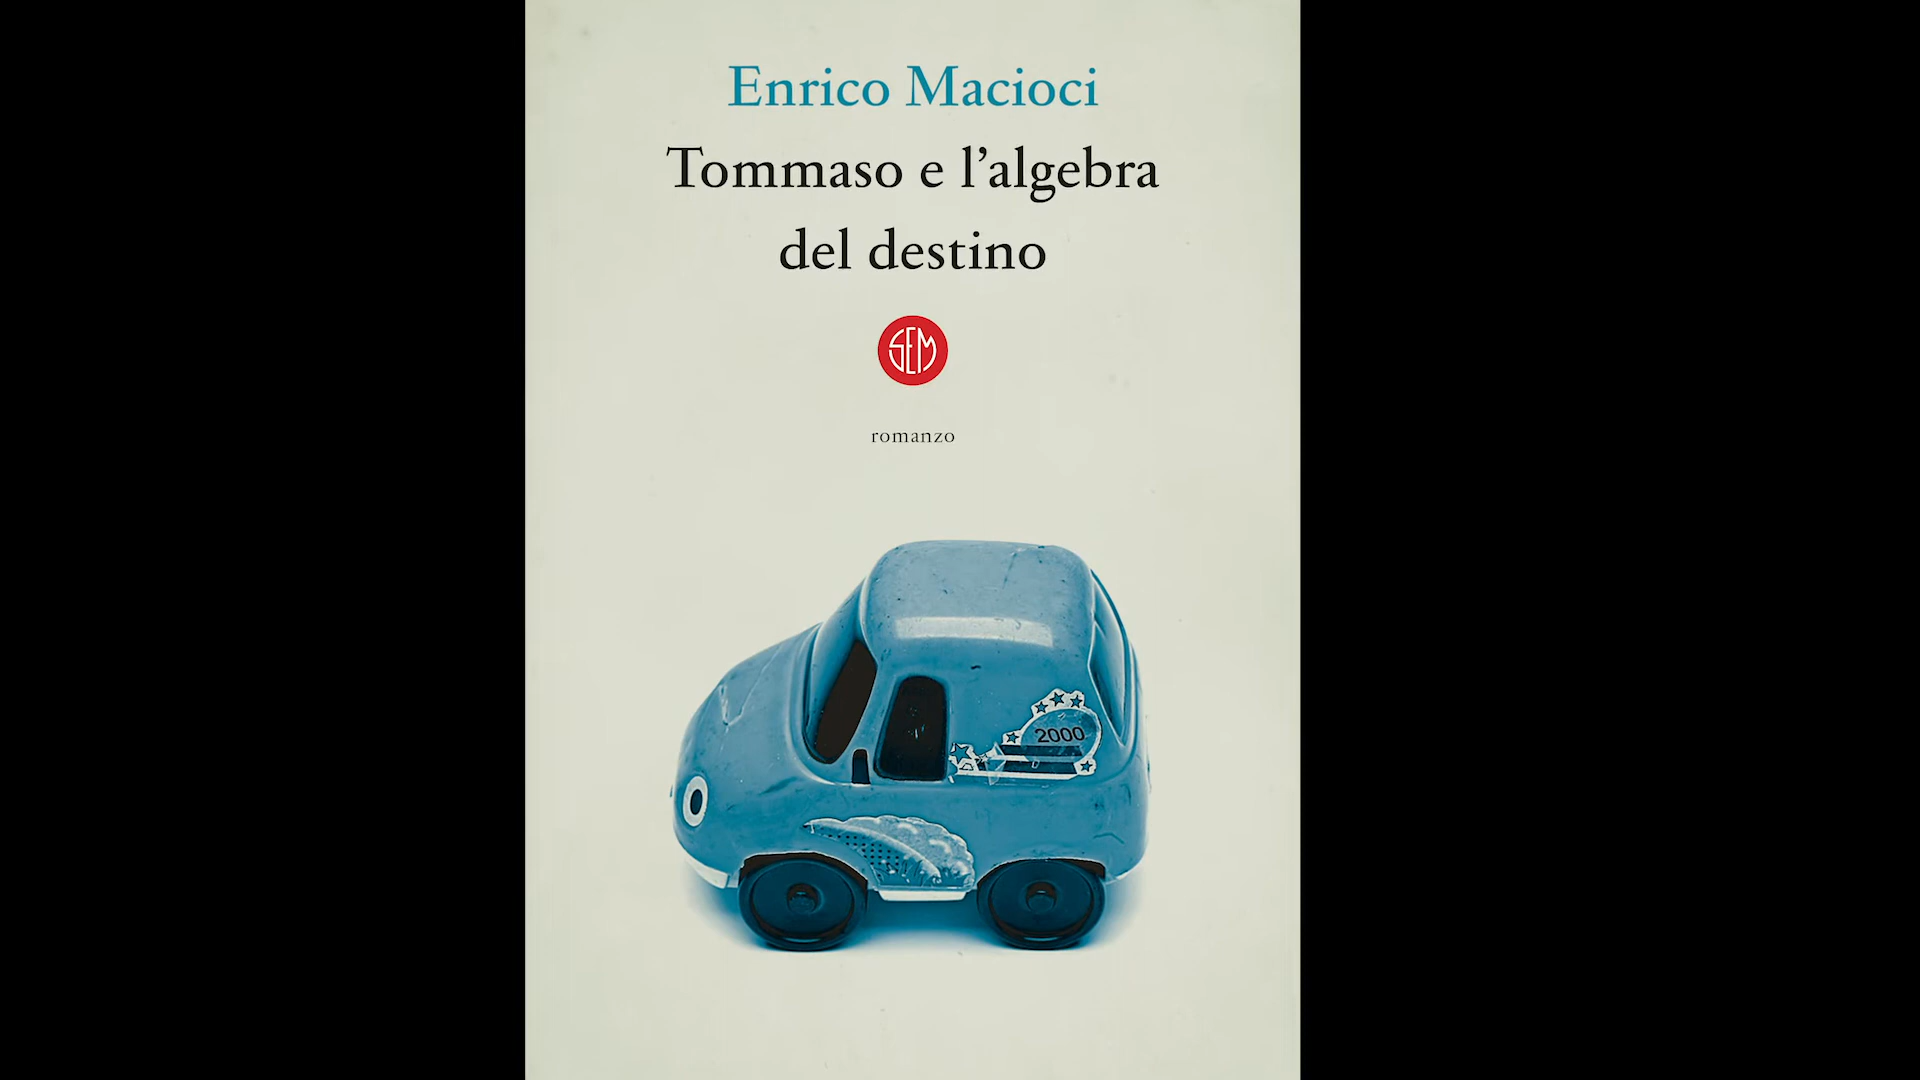 Enrico Macioci
Tommaso e l’algebra
del destino
SEM
romanzo
2000